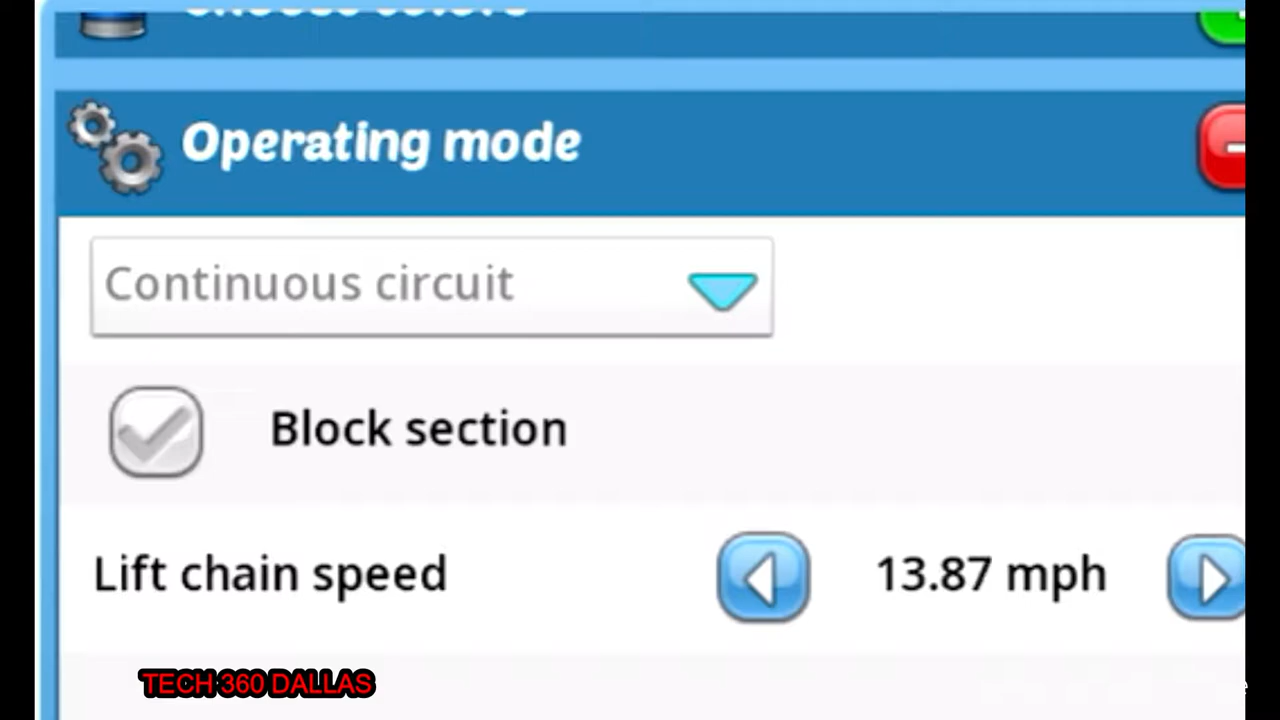 Operating mode
Continuous circuit
Block section
Lift chain speed
13.87 mph
TECH 360 DALLAS